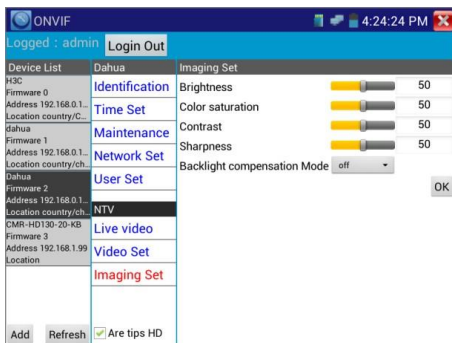 ONVIF
4:24:24 PM
Logged : admin
Login Out
Device List
H3C
Firmware 0
Address 192.168.0.1...
Location country/C...
dahua
Firmware 1
Address 192.168.0.1...
Location country/ch...
Dahua
Firmware 2
Address 192.168.0.1...
Location country/ch...
CMR-HD130-20-KB
Firmware 3
Address 192.168.1.99
Location
Add
Refresh
Dahua
Identification
Time Set
Maintenance
Network Set
User Set
NTV
Live video
Video Set
Imaging Set
Are tips HD
Imaging Set
Brightness 50
Color saturation 50
Contrast 50
Sharpness 50
Backlight compensation Mode off
OK